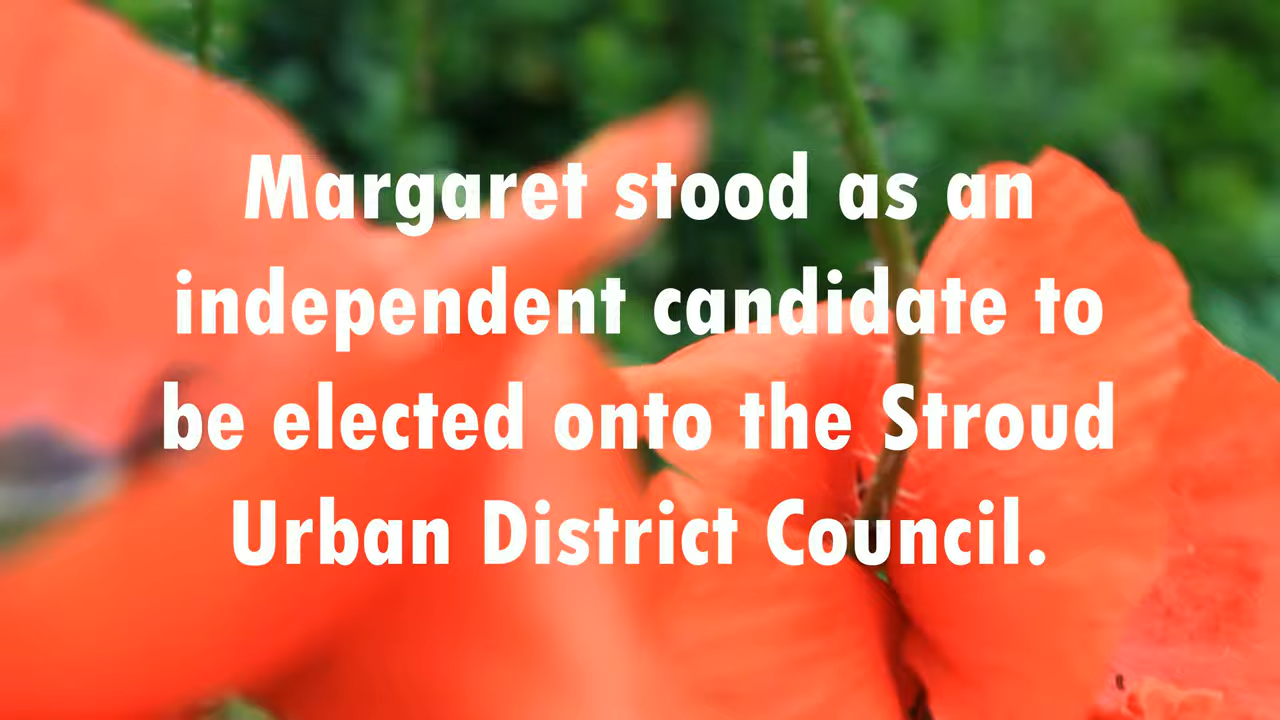 Margaret stood as an
independent candidate to
be elected onto the Stroud
Urban District Council.